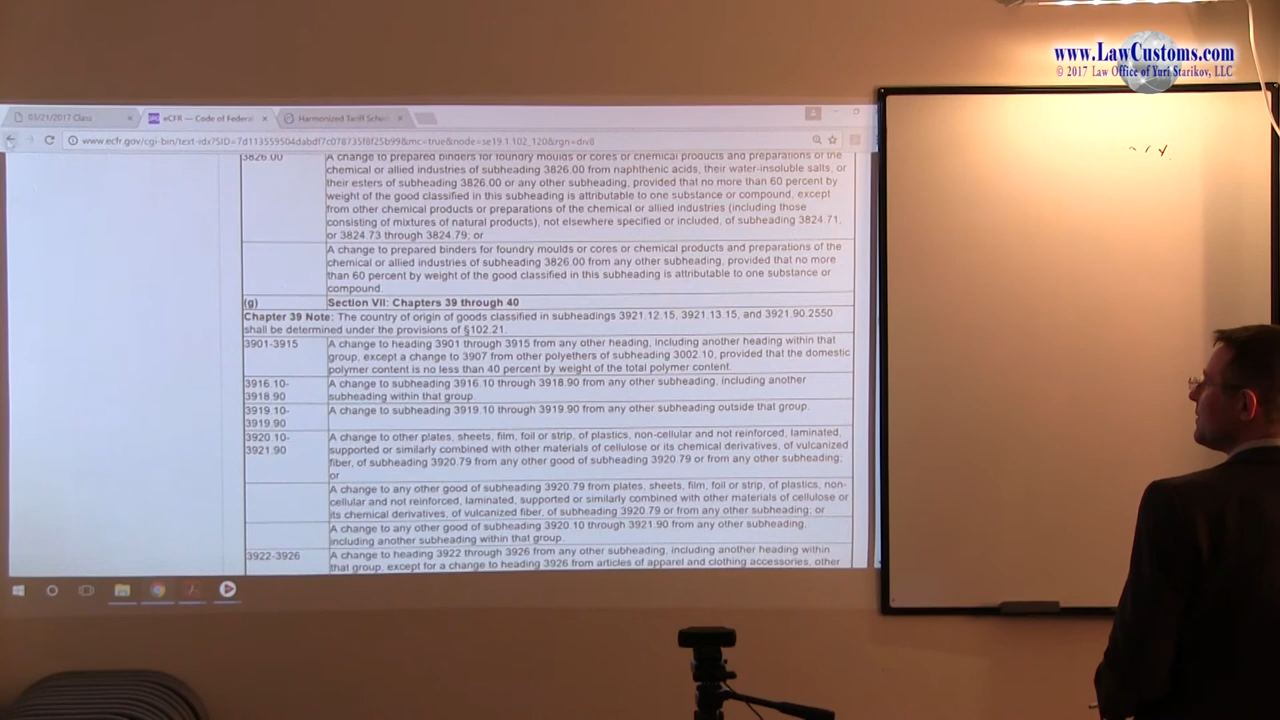 www.LawCustoms.com
© 2017 Law Office of Yuri Starikov, LLC
03/21/2017 Class
eCFR — Code of Federal
Harmonized Tariff Sched
www.ecfr.gov/cgi-bin/text-idx?SID=7d113559504dabdf7c078735f8f25b99&mc=true&node=se19.1.102_120&rgn=div8
3826.00
A change to prepared binders for foundry moulds or cores or chemical products and preparations of the
chemical or allied industries of subheading 3826.00 from naphthenic acids, their water-insoluble salts, or
their esters of subheading 3826.00 or any other subheading, provided that no more than 60 percent by
weight of the good classified in this subheading is attributable to one substance or compound, except
from other chemical products or preparations of the chemical or allied industries (including those
consisting of mixtures of natural products), not elsewhere specified or included, of subheading 3824.71,
or 3824.73 through 3824.79; or
A change to prepared binders for foundry moulds or cores or chemical products and preparations of the
chemical or allied industries of subheading 3826.00 from any other subheading, provided that no more
than 60 percent by weight of the good classified in this subheading is attributable to one substance or
compound.
(g) Section VII: Chapters 39 through 40
Chapter 39 Note: The country of origin of goods classified in subheadings 3921.12.15, 3921.13.15, and 3921.90.2550
shall be determined under the provisions of §102.21.
3901-3915
A change to heading 3901 through 3915 from any other heading, including another heading within that
group, except a change to 3907 from other polyethers of subheading 3002.10, provided that the domestic
polymer content is no less than 40 percent by weight of the total polymer content.
3916.10-
3918.90
A change to subheading 3916.10 through 3918.90 from any other subheading, including another
subheading within that group.
3919.10-
3919.90
A change to subheading 3919.10 through 3919.90 from any other subheading outside that group.
3920.10-
3921.90
A change to other plates, sheets, film, foil or strip, of plastics, non-cellular and not reinforced, laminated,
supported or similarly combined with other materials of cellulose or its chemical derivatives, of vulcanized
fiber, of subheading 3920.79 from any other good of subheading 3920.79 or from any other subheading;
or
A change to any other good of subheading 3920.79 from plates, sheets, film, foil or strip, of plastics, non-
cellular and not reinforced, laminated, supported or similarly combined with other materials of cellulose or
its chemical derivatives, of vulcanized fiber, of subheading 3920.79 or from any other subheading; or
A change to any other good of subheading 3920.10 through 3921.90 from any other subheading,
including another subheading within that group.
3922-3926
A change to heading 3922 through 3926 from any other subheading, including another heading within
that group, except for a change to heading 3926 from articles of apparel and clothing accessories, other